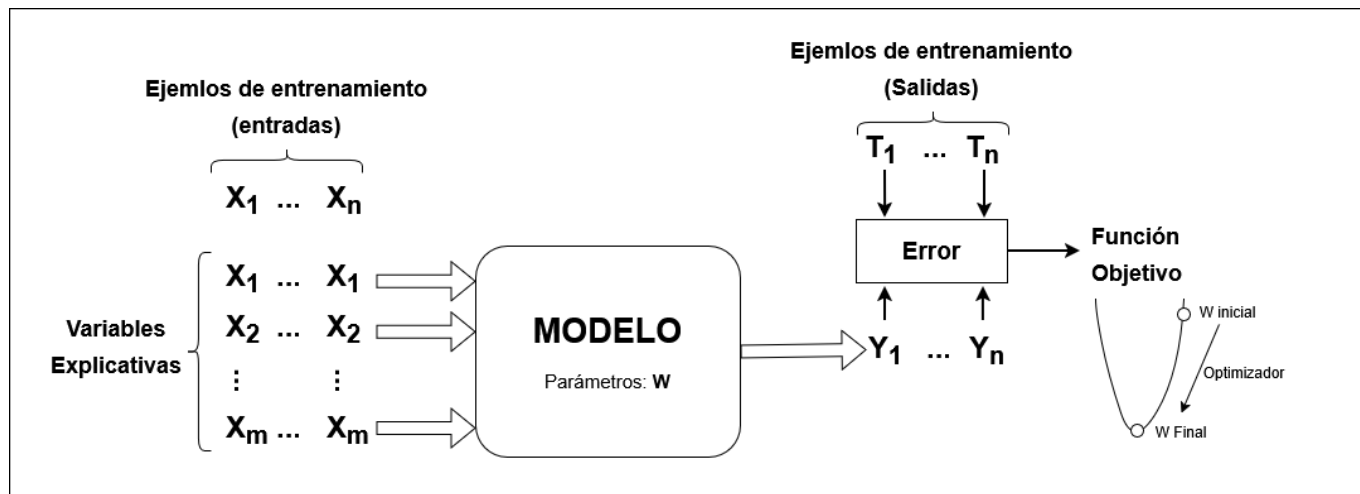 Ejemlos de entrenamiento
(entradas)
X1 ... Xn
Variables
Explicativas
X1 ... X1
X2 ... X2
⋮ ⋮
Xm ... Xm
MODELO
Parámetros: W
Ejemlos de entrenamiento
(Salidas)
T1 ... Tn
Error
Y1 ... Yn
Función
Objetivo
W inicial
Optimizador
W Final